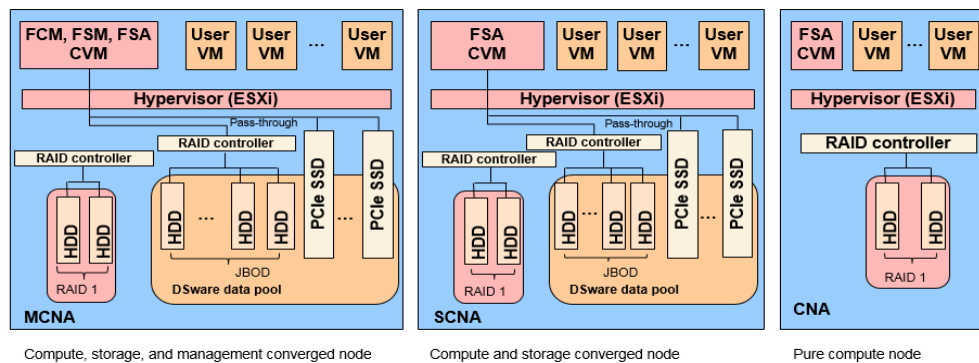 FCM, FSM, FSA
CVM
User
VM
User
VM
...
User
VM
Hypervisor (ESXi)
Pass-through
RAID controller
RAID controller
HDD
HDD
RAID 1
HDD
...
HDD
HDD
JBOD
PCIe SSD
...
PCIe SSD
DSware data pool
MCNA
Compute, storage, and management converged node
FSA
CVM
User
VM
User
VM
...
User
VM
Hypervisor (ESXi)
Pass-through
RAID controller
RAID controller
HDD
HDD
RAID 1
HDD
...
HDD
HDD
JBOD
PCIe SSD
...
PCIe SSD
DSware data pool
SCNA
Compute and storage converged node
FSA
CVM
User
VM
...
User
VM
Hypervisor (ESXi)
RAID controller
HDD
HDD
RAID 1
CNA
Pure compute node